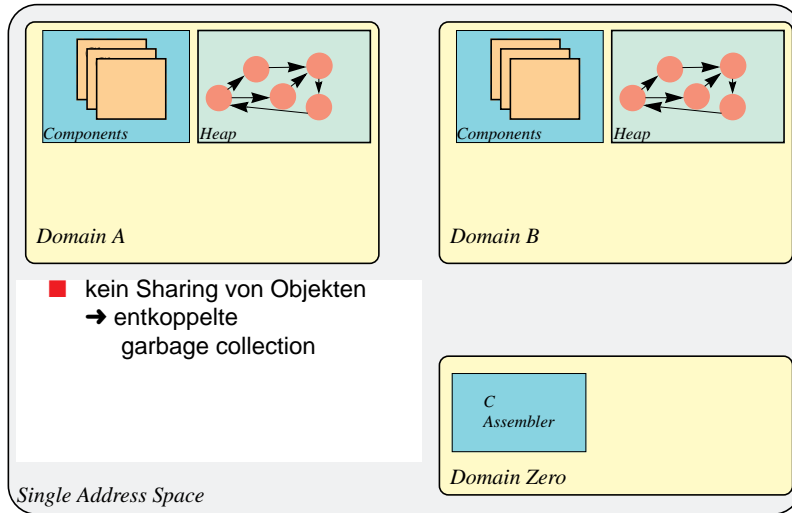 Components
Heap
Domain A
Components
Heap
Domain B
■ kein Sharing von Objekten
➔ entkoppelte
garbage collection
C
Assembler
Domain Zero
Single Address Space